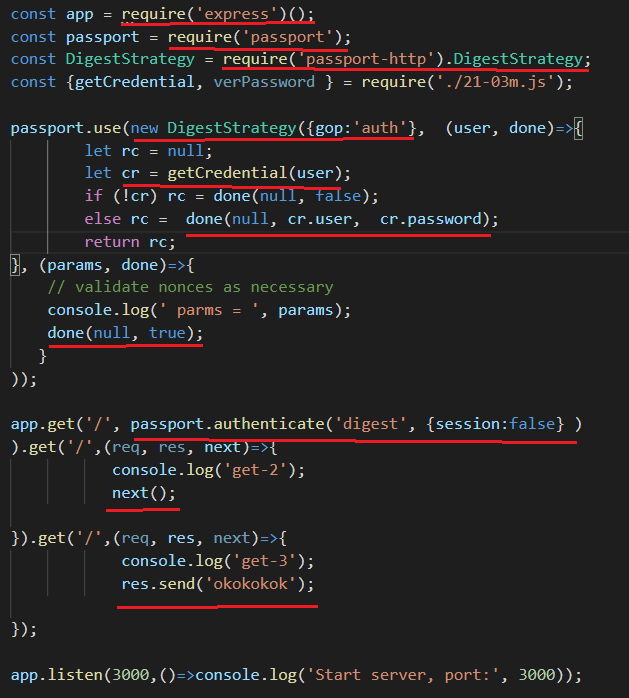 const app = require('express')();
const passport = require('passport');
const DigestStrategy = require('passport-http').DigestStrategy;
const {getCredential, verPassword } = require('./21-03m.js');
passport.use(new DigestStrategy({gop:'auth'},  (user, done)=>{
let rc = null;
let cr = getCredential(user);
if (!cr) rc = done(null, false);
else rc =  done(null, cr.user,  cr.password);
return rc;
}, (params, done)=>{
// validate nonces as necessary
console.log(' parms = ', params);
done(null, true);
}
));
app.get('/', passport.authenticate('digest', {session:false} )
).get('/',(req, res, next)=>{
console.log('get-2');
next();
}).get('/',(req, res, next)=>{
console.log('get-3');
res.send('okokokok');
});
app.listen(3000,()=>console.log('Start server, port:', 3000));